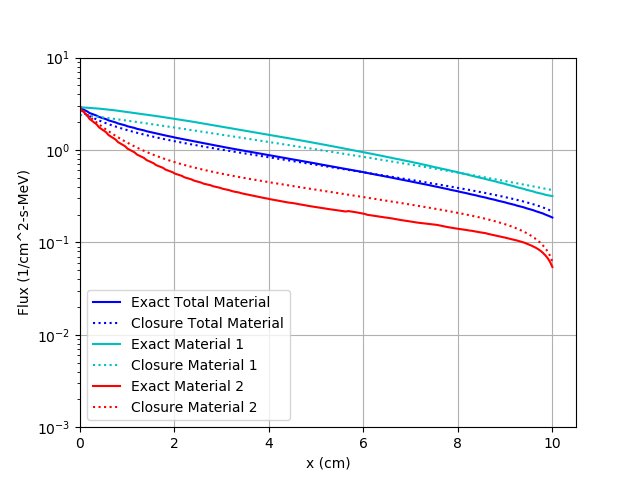 10^1
10^0
10^−1
10^−2
10^−3
Flux (1/cm^2-s-MeV)
Exact Total Material
Closure Total Material
Exact Material 1
Closure Material 1
Exact Material 2
Closure Material 2
0 2 4 6 8 10
x (cm)